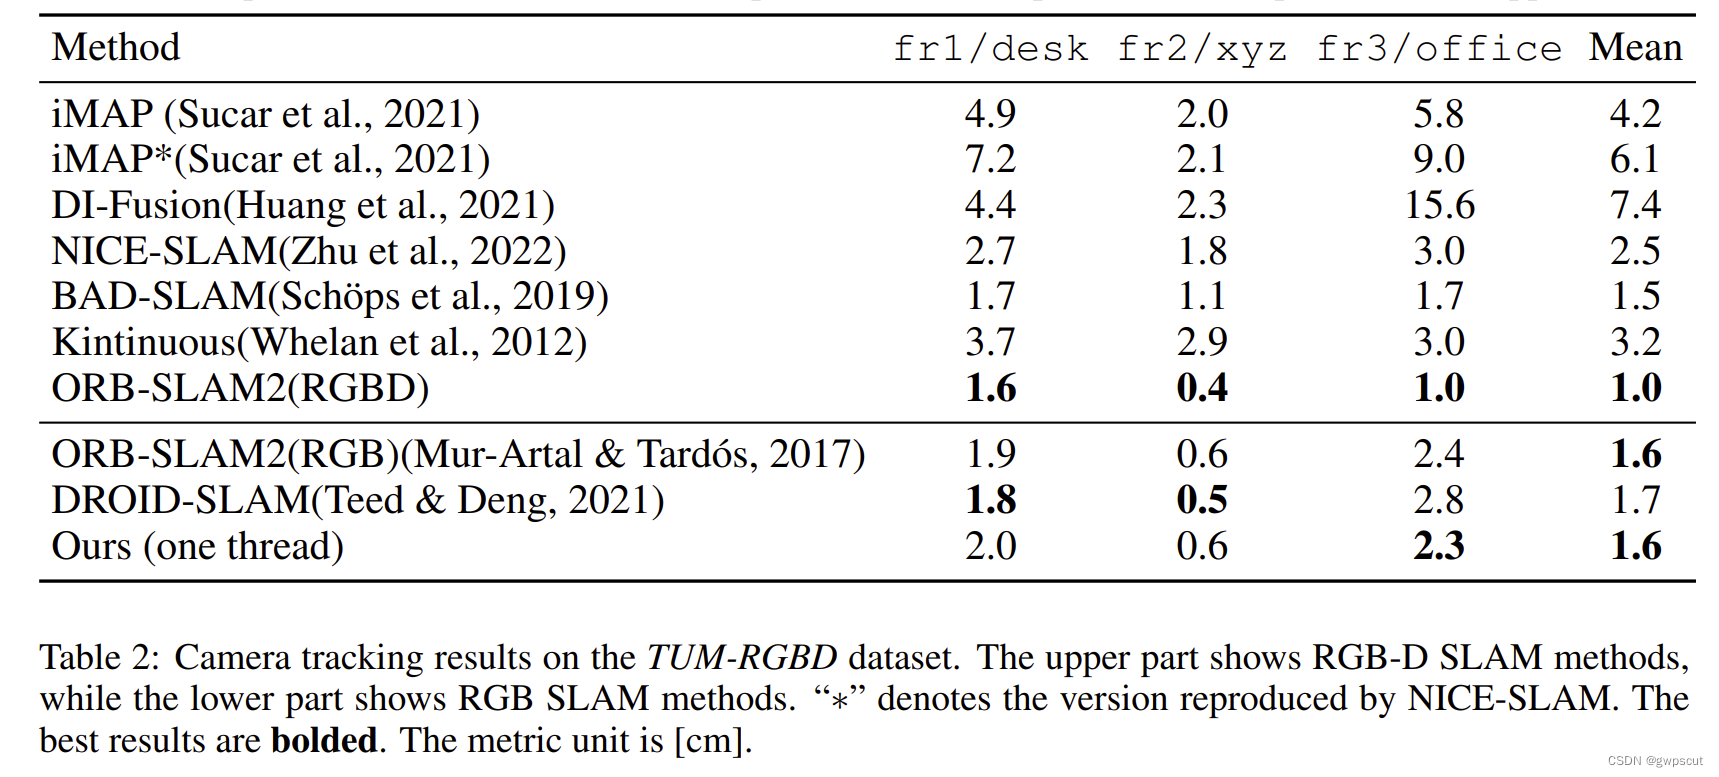 Method fr1/desk fr2/xyz fr3/office Mean
iMAP (Sucar et al., 2021) 4.9 2.0 5.8 4.2
iMAP*(Sucar et al., 2021) 7.2 2.1 9.0 6.1
DI-Fusion(Huang et al., 2021) 4.4 2.3 15.6 7.4
NICE-SLAM(Zhu et al., 2022) 2.7 1.8 3.0 2.5
BAD-SLAM(Schöps et al., 2019) 1.7 1.1 1.7 1.5
Kintinuous(Whelan et al., 2012) 3.7 2.9 3.0 3.2
ORB-SLAM2(RGBD) 1.6 0.4 1.0 1.0
ORB-SLAM2(RGB)(Mur-Artal & Tardós, 2017) 1.9 0.6 2.4 1.6
DROID-SLAM(Teed & Deng, 2021) 1.8 0.5 2.8 1.7
Ours (one thread) 2.0 0.6 2.3 1.6
Table 2: Camera tracking results on the TUM-RGBD dataset. The upper part shows RGB-D SLAM methods,
while the lower part shows RGB SLAM methods. “*” denotes the version reproduced by NICE-SLAM. The
best results are bolded. The metric unit is [cm].
CSDN @gwpscut